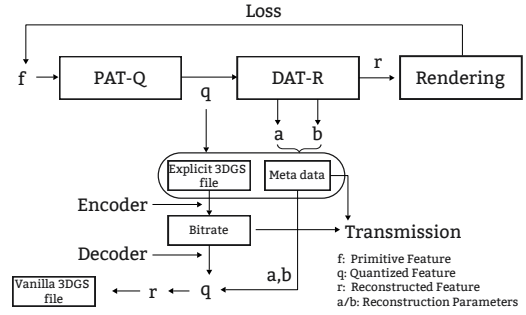 Loss
f
PAT-Q
DAT-R
r
Rendering
q
a
b
Explicit 3DGS
file
Meta data
Encoder
Bitrate
Transmission
Decoder
a,b
Vanilla 3DGS
file
r
q
f: Primitive Feature
q: Quantized Feature
r: Reconstructed Feature
a/b: Reconstruction Parameters